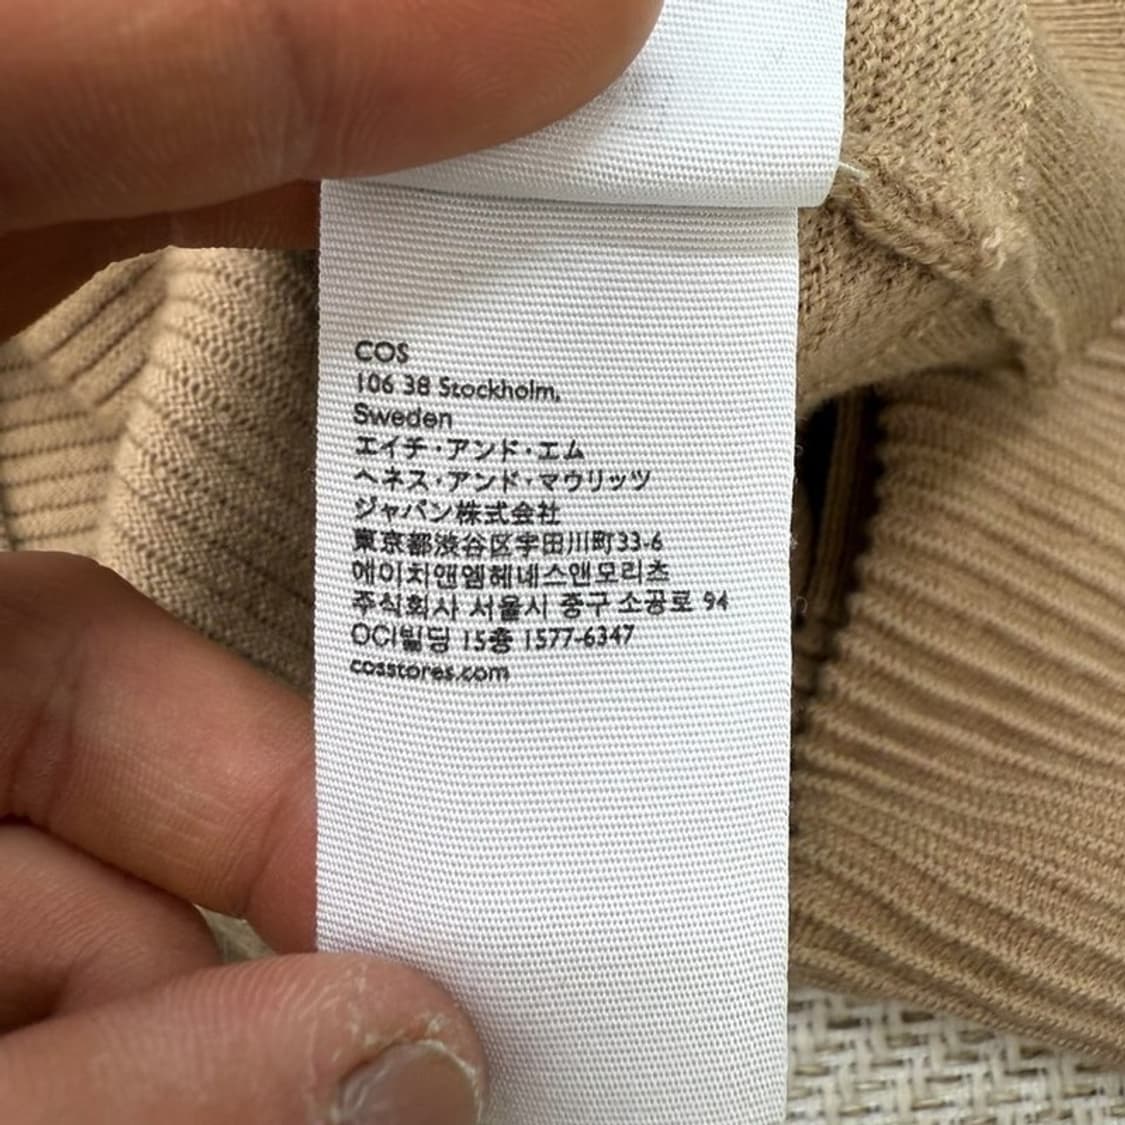 COS
106 38 Stockholm,
Sweden
エイチ・アンド・エム
ヘネス・アンド・マウリッツ
ジャパン株式会社
東京都渋谷区宇田川町33-6
에이치앤엠헤네스앤모리츠
주식회사 서울시 중구 소공로 94
OCI빌딩 15층 1577-6347
cosstores.com